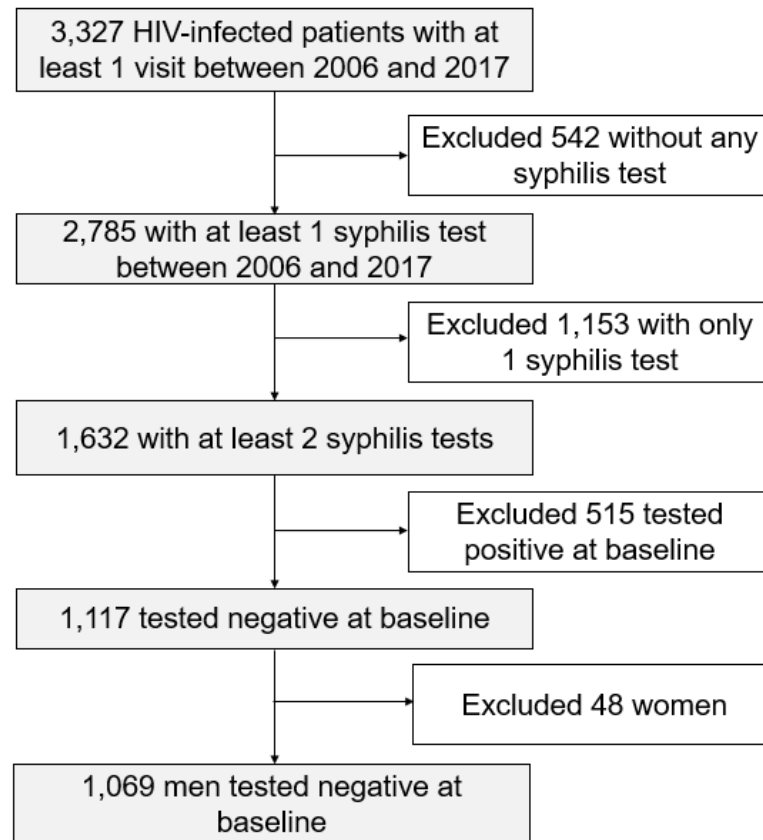 3,327 HIV-infected patients with at
least 1 visit between 2006 and 2017
Excluded 542 without any
syphilis test
2,785 with at least 1 syphilis test
between 2006 and 2017
Excluded 1,153 with only
1 syphilis test
1,632 with at least 2 syphilis tests
Excluded 515 tested
positive at baseline
1,117 tested negative at baseline
Excluded 48 women
1,069 men tested negative at
baseline